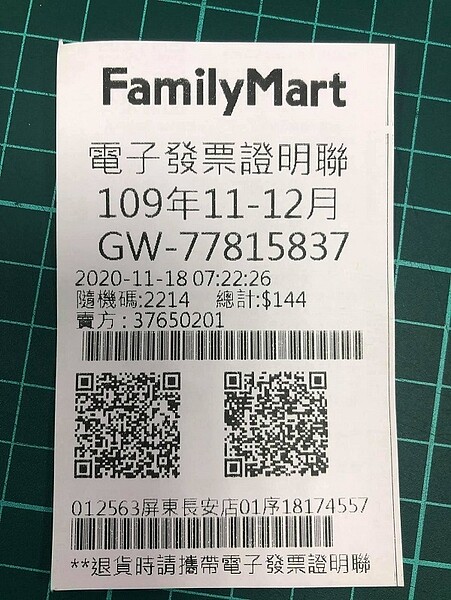 FamilyMart
電子發票證明聯
109年11-12月
GW-77815837
2020-11-18 07:22:26
隨機碼:2214 總計:$144
賣方:37650201
012563屏東長安店01序18174557
**退貨時請攜帶電子發票證明聯